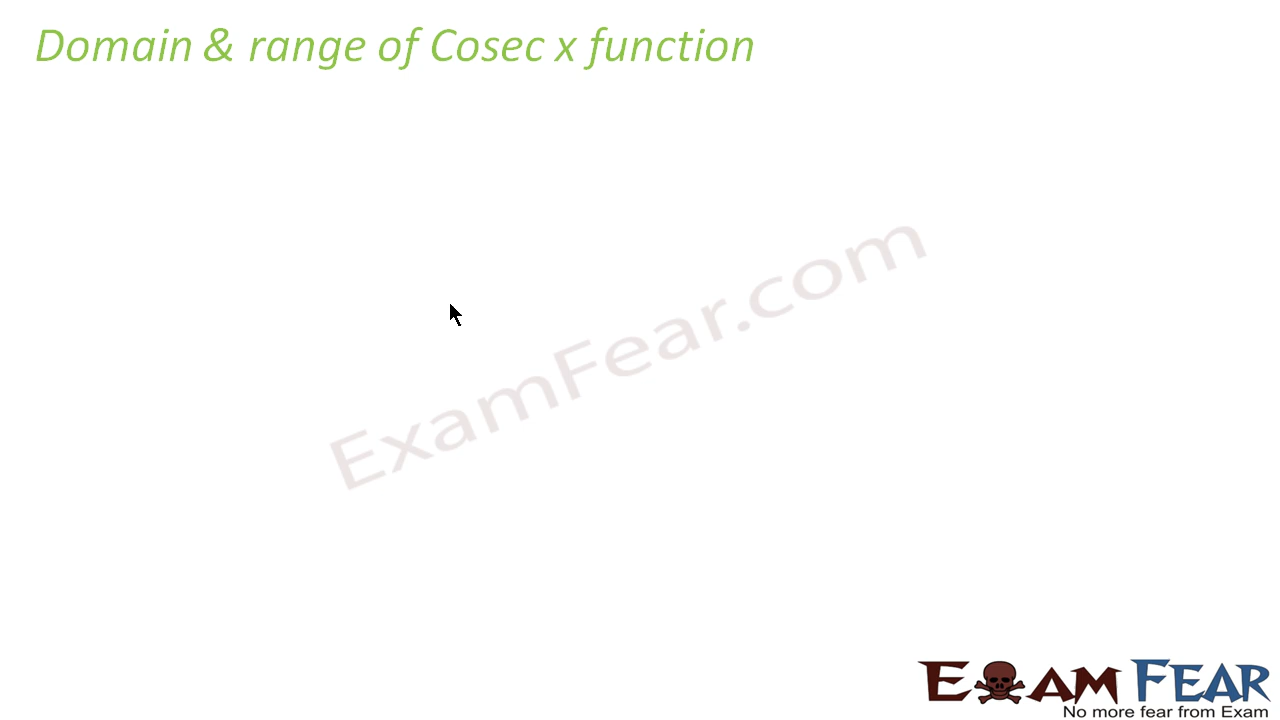 Domain & range of Cosec x function
ExamFear.com
EXAM FEAR
No more fear from Exam